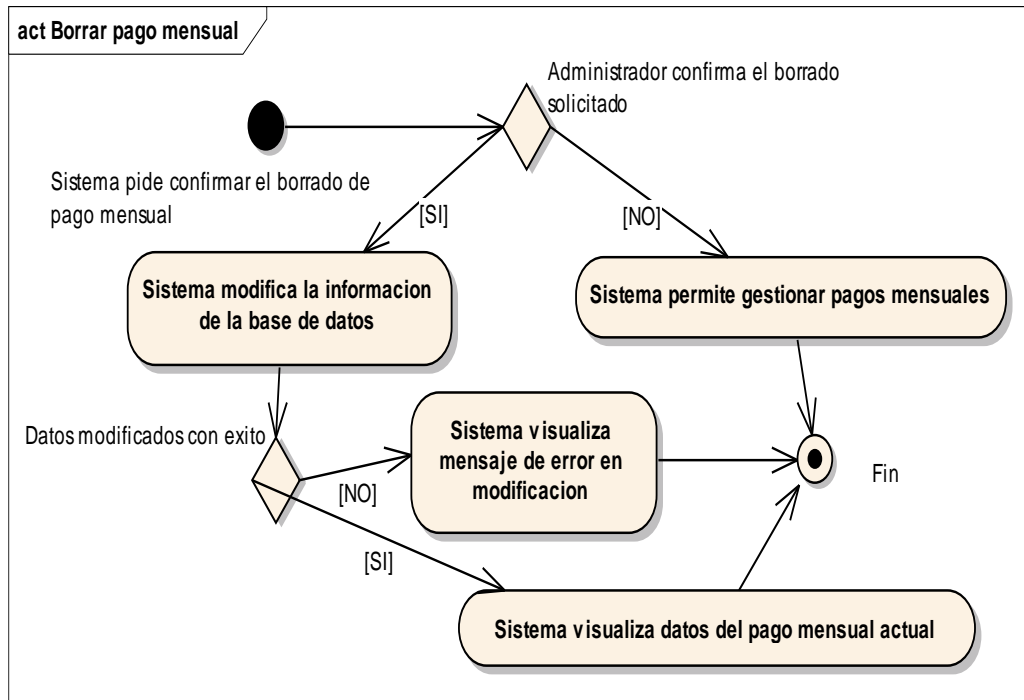 act Borrar pago mensual
Administrador confirma el borrado
solicitado
Sistema pide confirmar el borrado de
pago mensual
[SI]
[NO]
Sistema modifica la informacion
de la base de datos
Sistema permite gestionar pagos mensuales
Datos modificados con exito
Sistema visualiza
mensaje de error en
modificacion
[NO]
Fin
[SI]
Sistema visualiza datos del pago mensual actual